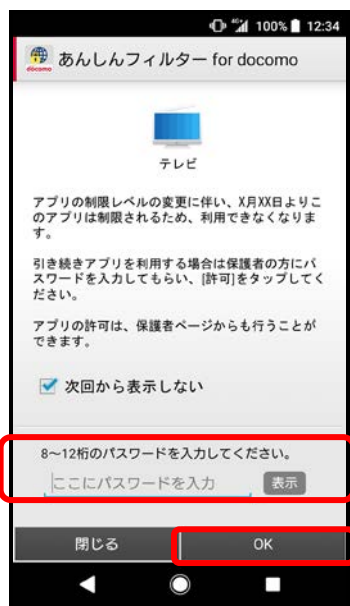 100% 12:34
docomo あんしんフィルター for docomo
テレビ
アプリの制限レベルの変更に伴い、X月XX日よりこ
のアプリは制限されるため、利用できなくなりま
す。
引き続きアプリを利用する場合は保護者の方にパ
スワードを入力してもらい、[許可]をタップしてく
ださい。
アプリの許可は、保護者ページからも行うことが
できます。
次回から表示しない
8～12桁のパスワードを入力してください。
ここにパスワードを入力 表示
閉じる OK